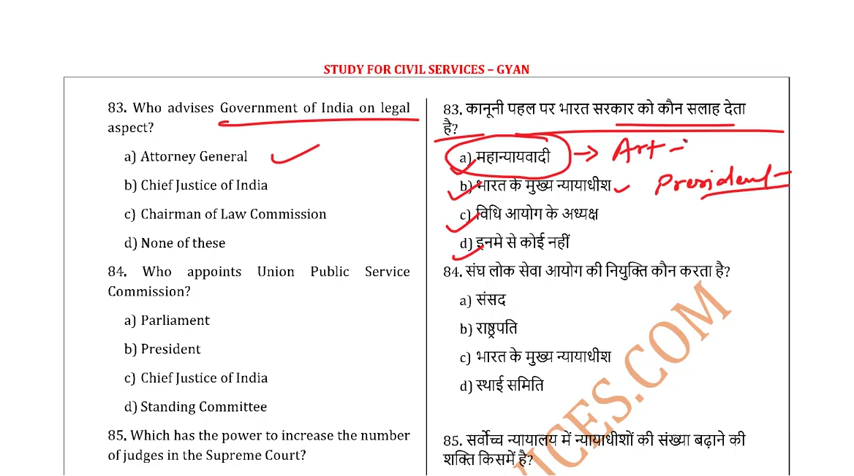 STUDY FOR CIVIL SERVICES – GYAN
83. Who advises Government of India on legal
aspect?
a) Attorney General
b) Chief Justice of India
c) Chairman of Law Commission
d) None of these
84. Who appoints Union Public Service
Commission?
a) Parliament
b) President
c) Chief Justice of India
d) Standing Committee
85. Which has the power to increase the number
of judges in the Supreme Court?
83. कानूनी पहल पर भारत सरकार को कौन सलाह देता
है?
a) महान्यायवादी → Art -
b) भारत के मुख्य न्यायाधीश President -
c) विधि आयोग के अध्यक्ष
d) इनमे से कोई नहीं
84. संघ लोक सेवा आयोग की नियुक्ति कौन करता है?
a) संसद
b) राष्ट्रपति
c) भारत के मुख्य न्यायाधीश
d) स्थाई समिति
85. सर्वोच्च न्यायालय में न्यायाधीशों की संख्या बढ़ाने की
शक्ति किसमें है?
VICES.COM